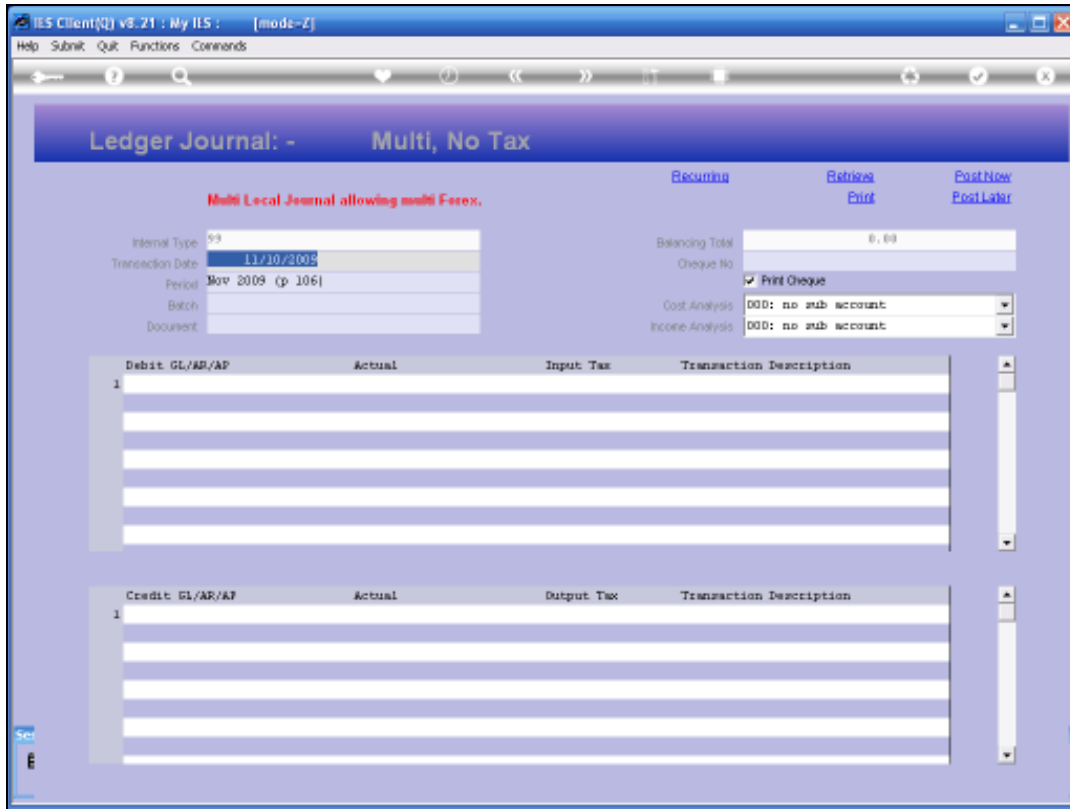 IES Client(Q) v8.21 : My IES : [mode-Z]
Help Submit Quit Functions Commands
Ledger Journal: - Multi, No Tax
Recurring Retrieve Post Now
Multi Local Journal allowing multi Forex. Print Post Later
Internal Type 99 Balancing Total 0.00
Transaction Date 11/10/2009 Cheque No
Period Nov 2009 (p 106) Print Cheque
Batch Cost Analysis 000: no sub account
Document Income Analysis 000: no sub account
Debit GL/AR/AP Actual Input Tax Transaction Description
1
Credit GL/AR/AP Actual Output Tax Transaction Description
1